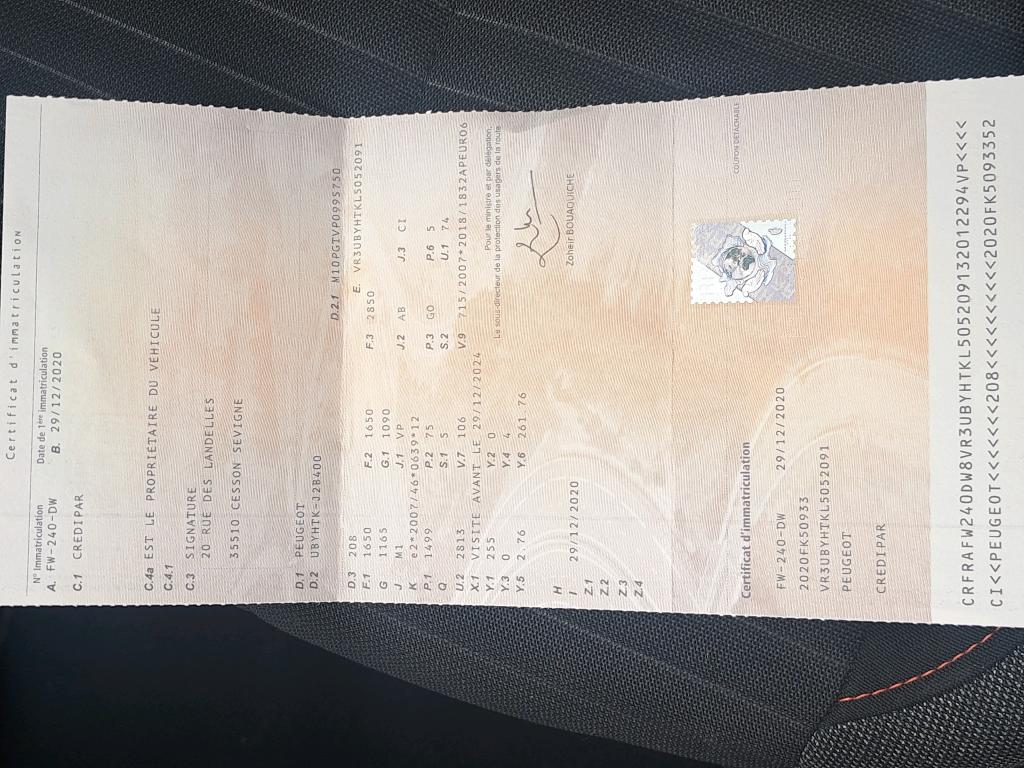 Certificat d'immatriculation
N° Immatriculation Date de 1ère immatriculation
A. FW-240-DW B. 29/12/2020
C.1 CREDIPAR
C.4a EST LE PROPRIETAIRE DU VEHICULE
C.4.1
C.3 SIGNATURE
20 RUE DES LANDELLES
35510 CESSON SEVIGNE
D.1 PEUGEOT
D.2 UBYHTK-J2B400
D.2.1 M10PGTVP0995750
D.3 208 E. VR3UBYHTKL5052091
F.1 1650 F.2 1650 F.3 2850
G 1165 G.1 1090
J M1 J.1 VP J.2 AB J.3 CI
K e2*2007/46*0639*12
P.1 1499 P.2 75 P.3 GO P.6 5
Q S.1 5 S.2 U.1 74
U.2 2813 V.7 106 V.9 715/2007*2018/1832APEURO6
X.1 VISITE AVANT LE 29/12/2024
Y.1 255 Y.2 0
Y.3 0 Y.4 4
Y.5 2.76 Y.6 261.76
Pour le ministre et par délégation,
Le sous-directeur de la protection des usagers de la route
Zoheir BOUAOUICHE
H
I 29/12/2020
Z.1
Z.2
Z.3
Z.4
COUPON DÉTACHABLE
Certificat d'immatriculation
FW-240-DW 29/12/2020
2020FK50933
VR3UBYHTKL5052091
PEUGEOT
CREDIPAR
CRFRAFW240DW8VR3UBYHTKL505209132012294VP<<<<
CI<<PEUGEOT<<<<<<<208<<<<<<<<<<<2020FK5093352